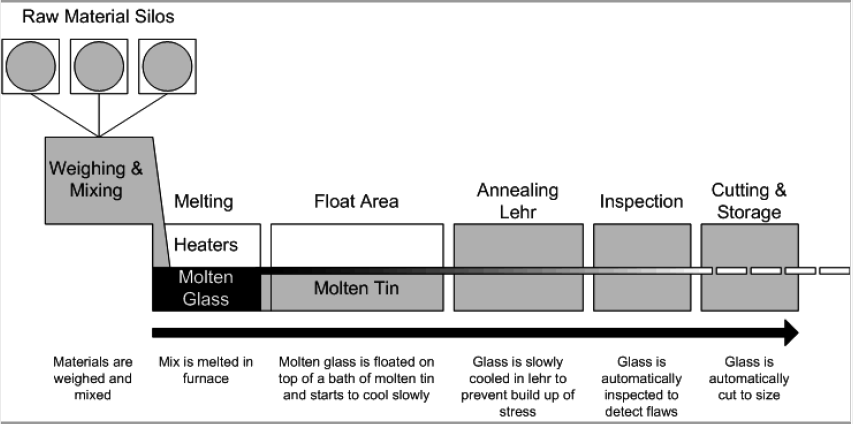 Raw Material Silos
Weighing &
Mixing
Melting
Float Area
Annealing
Lehr
Inspection
Cutting &
Storage
Heaters
Molten
Glass
Molten Tin
Materials are
weighed and
mixed
Mix is melted in
furnace
Molten glass is floated on
top of a bath of molten tin
and starts to cool slowly
Glass is slowly
cooled in lehr to
prevent build up of
stress
Glass is
automatically
inspected to
detect flaws
Glass is
automatically
cut to size